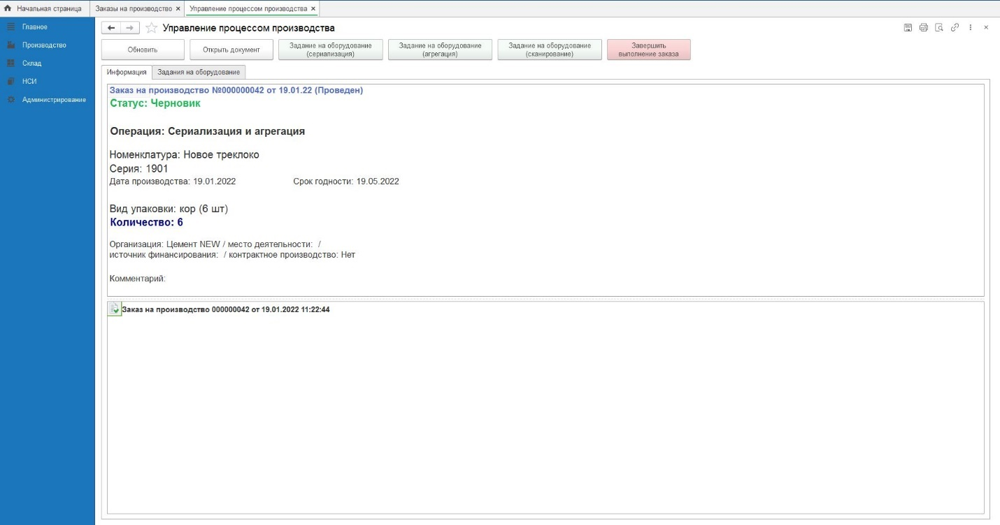 Начальная страница
Заказы на производство ×
Управление процессом производства ×
Главное
Производство
Склад
НСИ
Администрирование
Управление процессом производства
Обновить
Открыть документ
Задание на оборудование
(сериализация)
Задание на оборудование
(агрегация)
Задание на оборудование
(сканирование)
Завершить
выполнение заказа
Информация
Задания на оборудование
Заказ на производство №000000042 от 19.01.22 (Проведен)
Статус: Черновик
Операция: Сериализация и агрегация
Номенклатура: Новое треклоко
Серия: 1901
Дата производства: 19.01.2022 Срок годности: 19.05.2022
Вид упаковки: кор (6 шт)
Количество: 6
Организация: Цемент NEW / место деятельности: /
источник финансирования: / контрактное производство: Нет
Комментарий:
Заказ на производство 000000042 от 19.01.2022 11:22:44